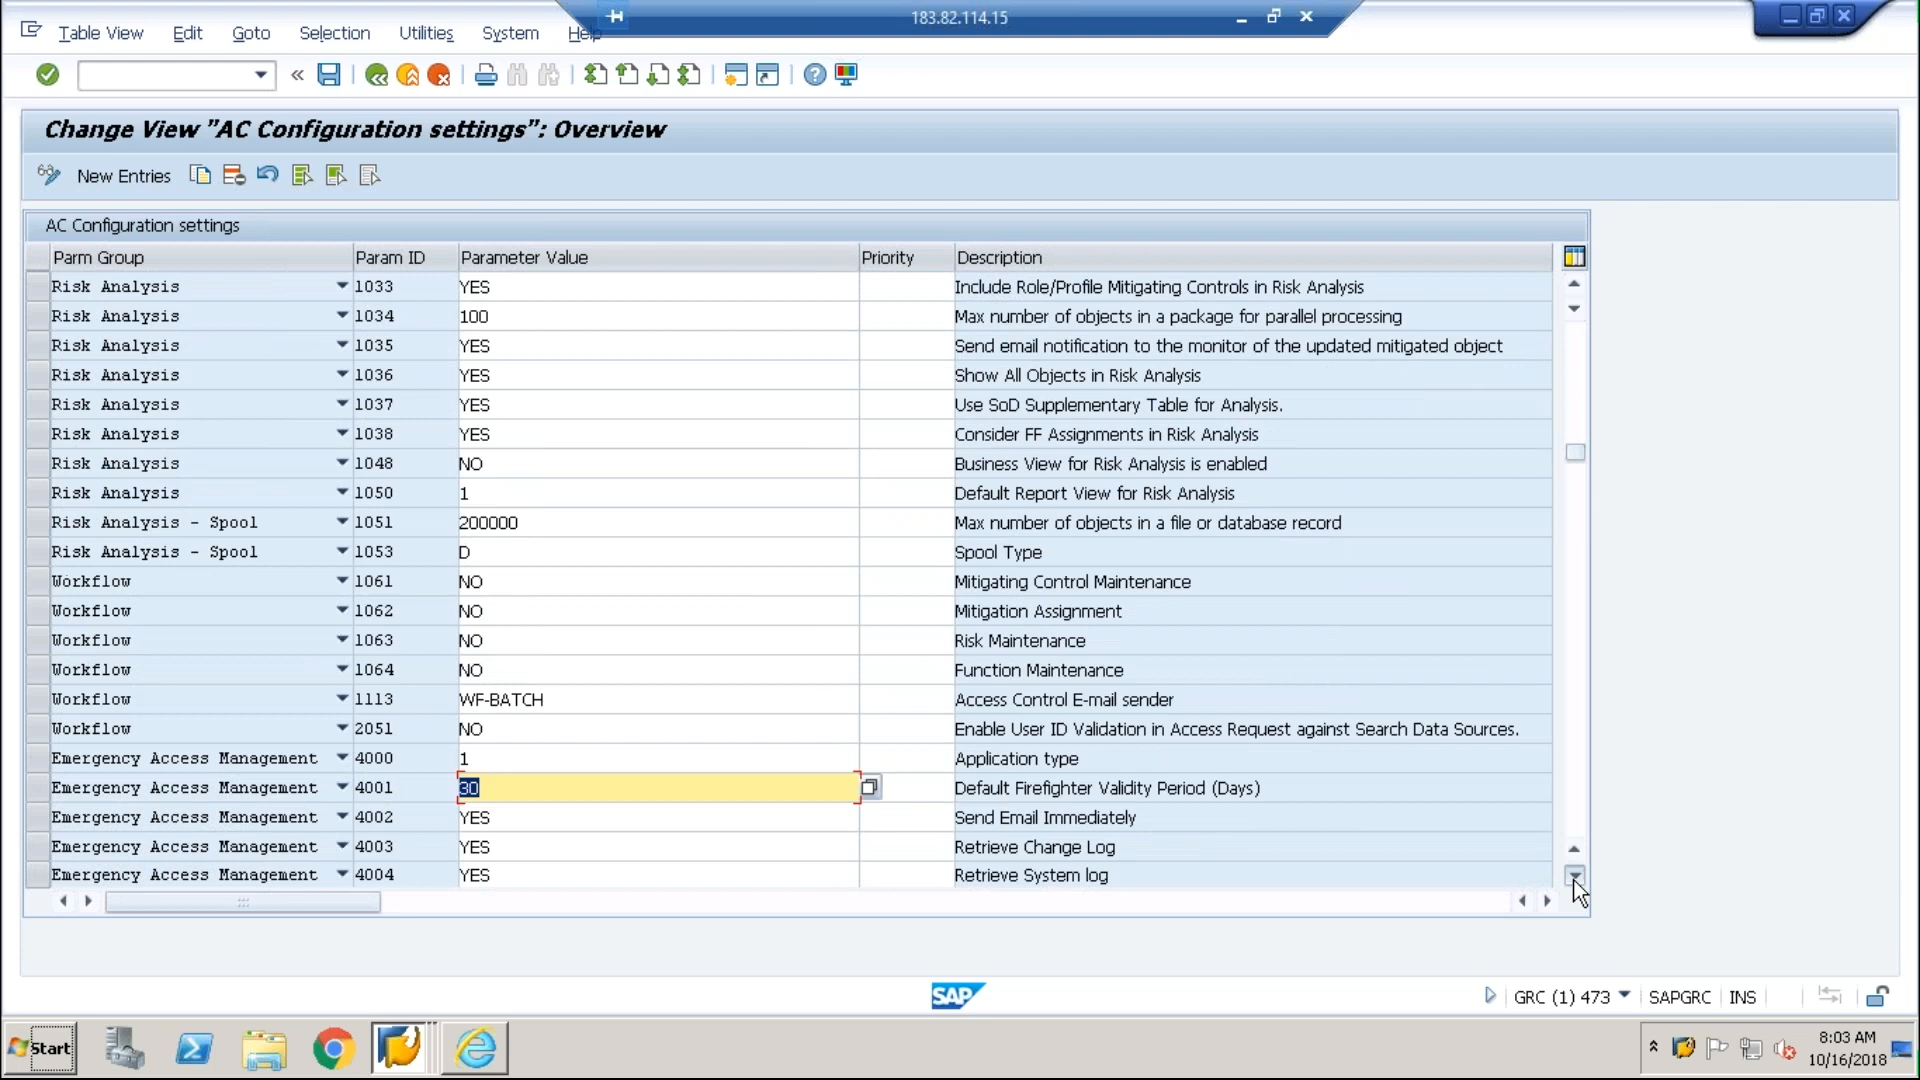 183.82.114.15
Table View Edit Goto Selection Utilities System Help
Change View "AC Configuration settings": Overview
New Entries
AC Configuration settings
Parm Group Param ID Parameter Value Priority Description
Risk Analysis 1033 YES Include Role/Profile Mitigating Controls in Risk Analysis
Risk Analysis 1034 100 Max number of objects in a package for parallel processing
Risk Analysis 1035 YES Send email notification to the monitor of the updated mitigated object
Risk Analysis 1036 YES Show All Objects in Risk Analysis
Risk Analysis 1037 YES Use SoD Supplementary Table for Analysis.
Risk Analysis 1038 YES Consider FF Assignments in Risk Analysis
Risk Analysis 1048 NO Business View for Risk Analysis is enabled
Risk Analysis 1050 1 Default Report View for Risk Analysis
Risk Analysis - Spool 1051 200000 Max number of objects in a file or database record
Risk Analysis - Spool 1053 D Spool Type
Workflow 1061 NO Mitigating Control Maintenance
Workflow 1062 NO Mitigation Assignment
Workflow 1063 NO Risk Maintenance
Workflow 1064 NO Function Maintenance
Workflow 1113 WF-BATCH Access Control E-mail sender
Workflow 2051 NO Enable User ID Validation in Access Request against Search Data Sources.
Emergency Access Management 4000 1 Application type
Emergency Access Management 4001 30 Default Firefighter Validity Period (Days)
Emergency Access Management 4002 YES Send Email Immediately
Emergency Access Management 4003 YES Retrieve Change Log
Emergency Access Management 4004 YES Retrieve System log
SAP GRC (1) 473 SAPGRC INS
Start 8:03 AM
10/16/2018